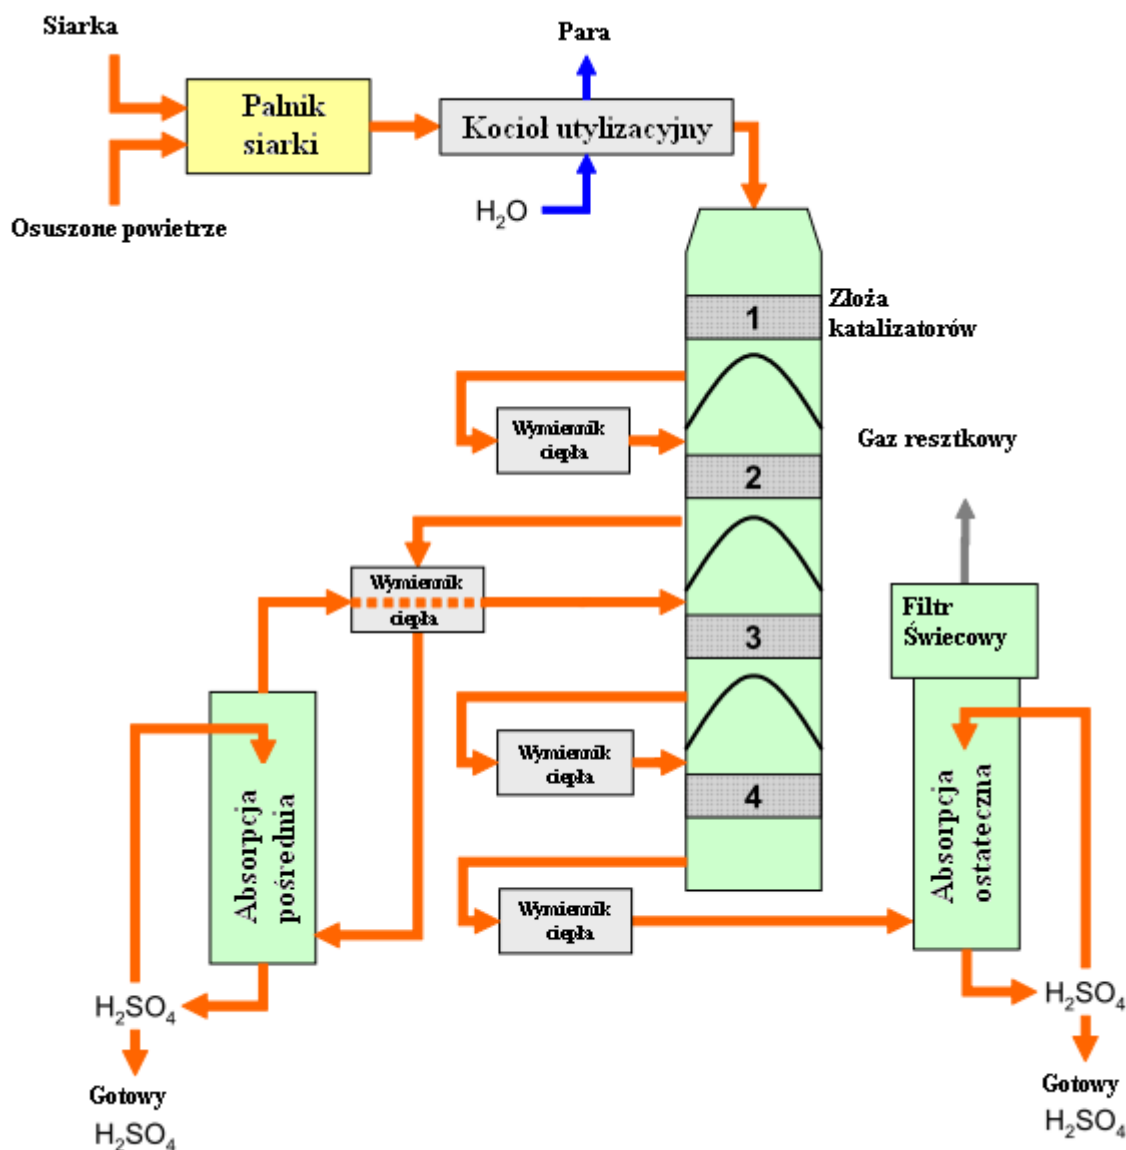 Siarka
Para
Palnik
siarki
Kocioł utylizacyjny
H₂O
Osuszone powietrze
1
Złoża
katalizatorów
Wymiennik
ciepła
Gaz resztkowy
2
Wymiennik
ciepła
Filtr
Świecowy
3
Wymiennik
ciepła
4
Absorpcja
pośrednia
Absorpcja
ostateczna
Wymiennik
ciepła
H₂SO₄
H₂SO₄
Gotowy
H₂SO₄
Gotowy
H₂SO₄